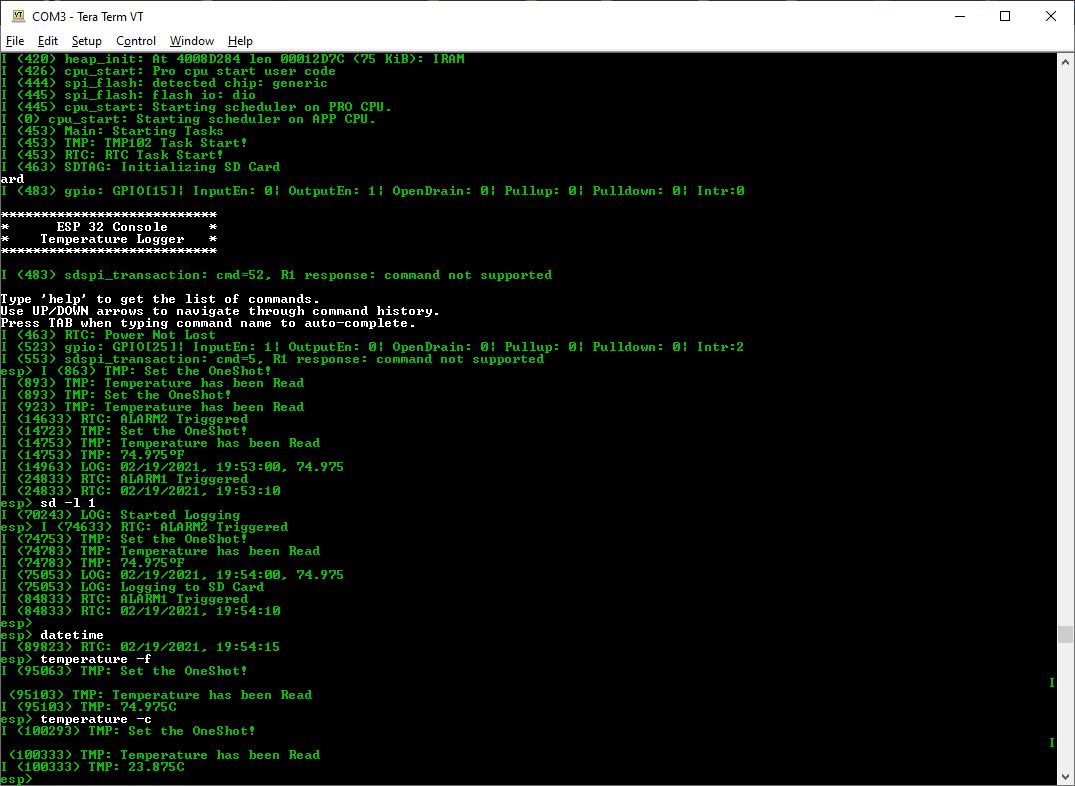 COM3 - Tera Term VT
File Edit Setup Control Window Help
I (420) heap_init: At 4008D284 len 00012D7C (75 KiB): IRAM
I (426) cpu_start: Pro cpu start user code
I (444) spi_flash: detected chip: generic
I (445) spi_flash: flash io: dio
I (445) cpu_start: Starting scheduler on PRO CPU.
I (0) cpu_start: Starting scheduler on APP CPU.
I (453) Main: Starting Tasks
I (453) TMP: TMP102 Task Start!
I (453) RTC: RTC Task Start!
I (463) SDTAG: Initializing SD Card
ard
I (483) gpio: GPIO[15]| InputEn: 0| OutputEn: 1| OpenDrain: 0| Pullup: 0| Pulldown: 0| Intr:0
***************************
*      ESP 32 Console     *
*    Temperature Logger   *
***************************
I (483) sdspi_transaction: cmd=52, R1 response: command not supported
Type 'help' to get the list of commands.
Use UP/DOWN arrows to navigate through command history.
Press TAB when typing command name to auto-complete.
I (463) RTC: Power Not Lost
I (523) gpio: GPIO[25]| InputEn: 1| OutputEn: 0| OpenDrain: 0| Pullup: 0| Pulldown: 0| Intr:2
I (553) sdspi_transaction: cmd=5, R1 response: command not supported
esp> I (863) TMP: Set the OneShot!
I (893) TMP: Temperature has been Read
I (893) TMP: Set the OneShot!
I (923) TMP: Temperature has been Read
I (14633) RTC: ALARM2 Triggered
I (14723) TMP: Set the OneShot!
I (14753) TMP: Temperature has been Read
I (14753) TMP: 74.975ºF
I (14963) LOG: 02/19/2021, 19:53:00, 74.975
I (24833) RTC: ALARM1 Triggered
I (24833) RTC: 02/19/2021, 19:53:10
esp> sd -l 1
I (70243) LOG: Started Logging
esp> I (74633) RTC: ALARM2 Triggered
I (74753) TMP: Set the OneShot!
I (74783) TMP: Temperature has been Read
I (74783) TMP: 74.975ºF
I (75053) LOG: 02/19/2021, 19:54:00, 74.975
I (75053) LOG: Logging to SD Card
I (84833) RTC: ALARM1 Triggered
I (84833) RTC: 02/19/2021, 19:54:10
esp>
esp> datetime
I (89823) RTC: 02/19/2021, 19:54:15
esp> temperature -f
I (95063) TMP: Set the OneShot!
I
(95103) TMP: Temperature has been Read
I (95103) TMP: 74.975C
esp> temperature -c
I (100293) TMP: Set the OneShot!
I
(100333) TMP: Temperature has been Read
I (100333) TMP: 23.875C
esp>